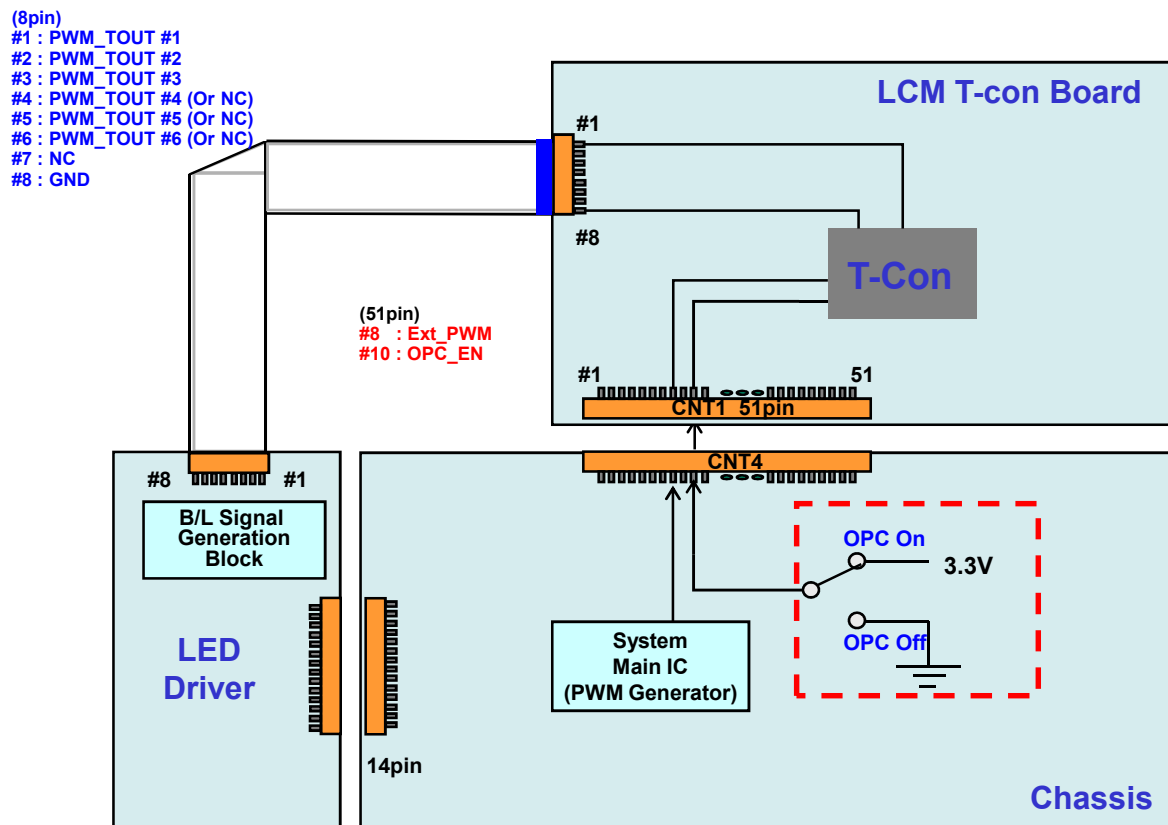 (8pin)
#1 : PWM_TOUT #1
#2 : PWM_TOUT #2
#3 : PWM_TOUT #3
#4 : PWM_TOUT #4 (Or NC)
#5 : PWM_TOUT #5 (Or NC)
#6 : PWM_TOUT #6 (Or NC)
#7 : NC
#8 : GND
LCM T-con Board
#1
#8
T-Con
(51pin)
#8 : Ext_PWM
#10 : OPC_EN
#1
51
CNT1 51pin
CNT4
#8
#1
B/L Signal
Generation
Block
OPC On
3.3V
OPC Off
System
Main IC
(PWM Generator)
LED
Driver
14pin
Chassis